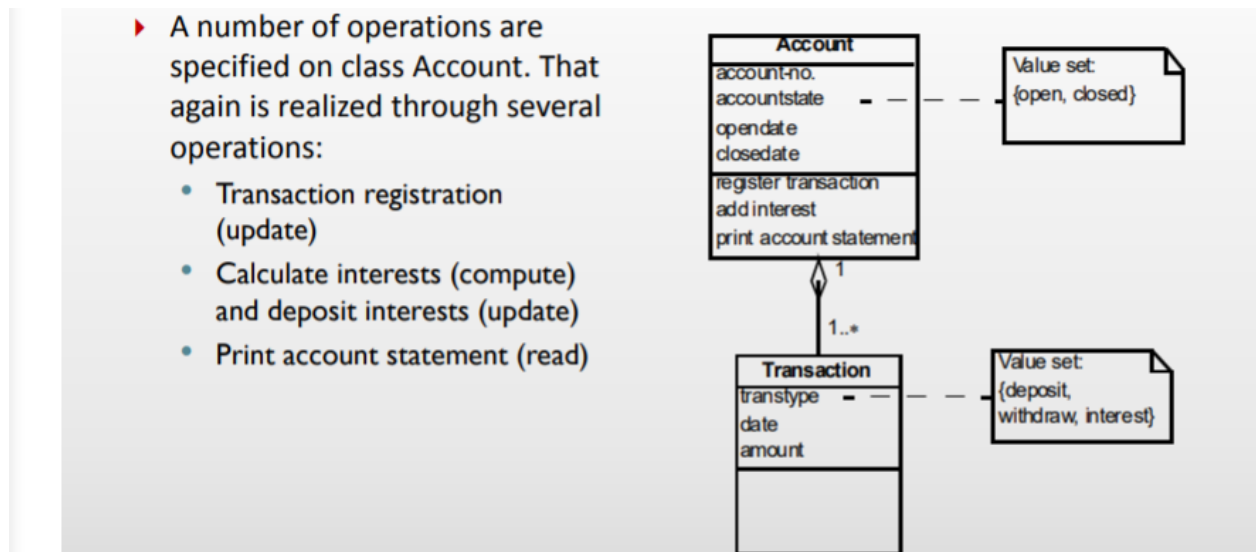 A number of operations are
specified on class Account. That
again is realized through several
operations:
Transaction registration
(update)
Calculate interests (compute)
and deposit interests (update)
Print account statement (read)
Account
account-no.
accountstate
opendate
closedate
register transaction
add interest
print account statement
Value set:
{open, closed}
1
1..*
Transaction
transtype
date
amount
Value set:
{deposit,
withdraw, interest}